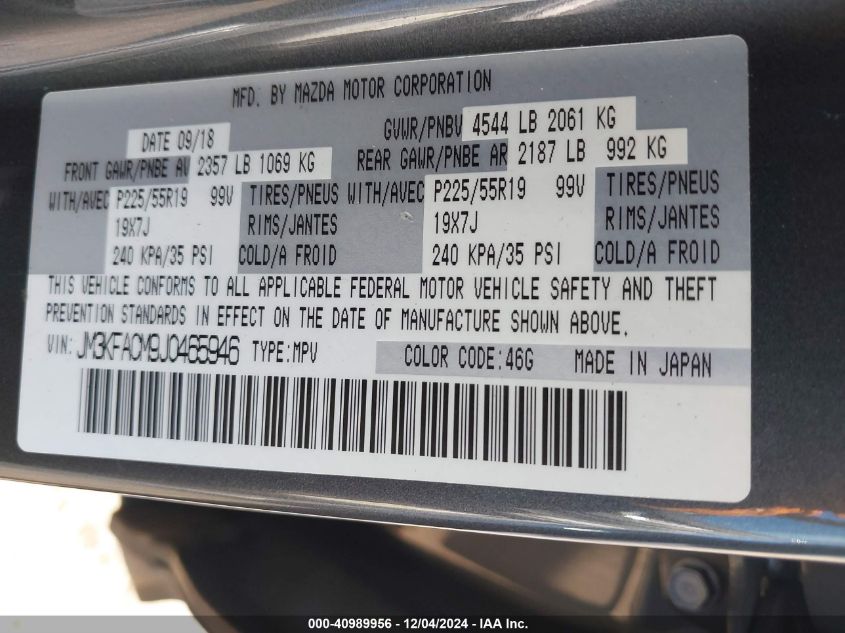 MFD. BY MAZDA MOTOR CORPORATION
DATE 09/18 GVWR/PNBV 4544 LB 2061 KG
FRONT GAWR/PNBE AV 2357 LB 1069 KG REAR GAWR/PNBE AR 2187 LB 992 KG
WITH/AVEC P225/55R19 99V TIRES/PNEUS WITH/AVEC P225/55R19 99V TIRES/PNEUS
19X7J RIMS/JANTES 19X7J RIMS/JANTES
240 KPA/35 PSI COLD/A FROID 240 KPA/35 PSI COLD/A FROID
THIS VEHICLE CONFORMS TO ALL APPLICABLE FEDERAL MOTOR VEHICLE SAFETY AND THEFT
PREVENTION STANDARDS IN EFFECT ON THE DATE OF MANUFACTURE SHOWN ABOVE.
VIN: JM3KFACM9J0465946 TYPE:MPV COLOR CODE:46G MADE IN JAPAN
000-40989956 - 12/04/2024 - IAA Inc.